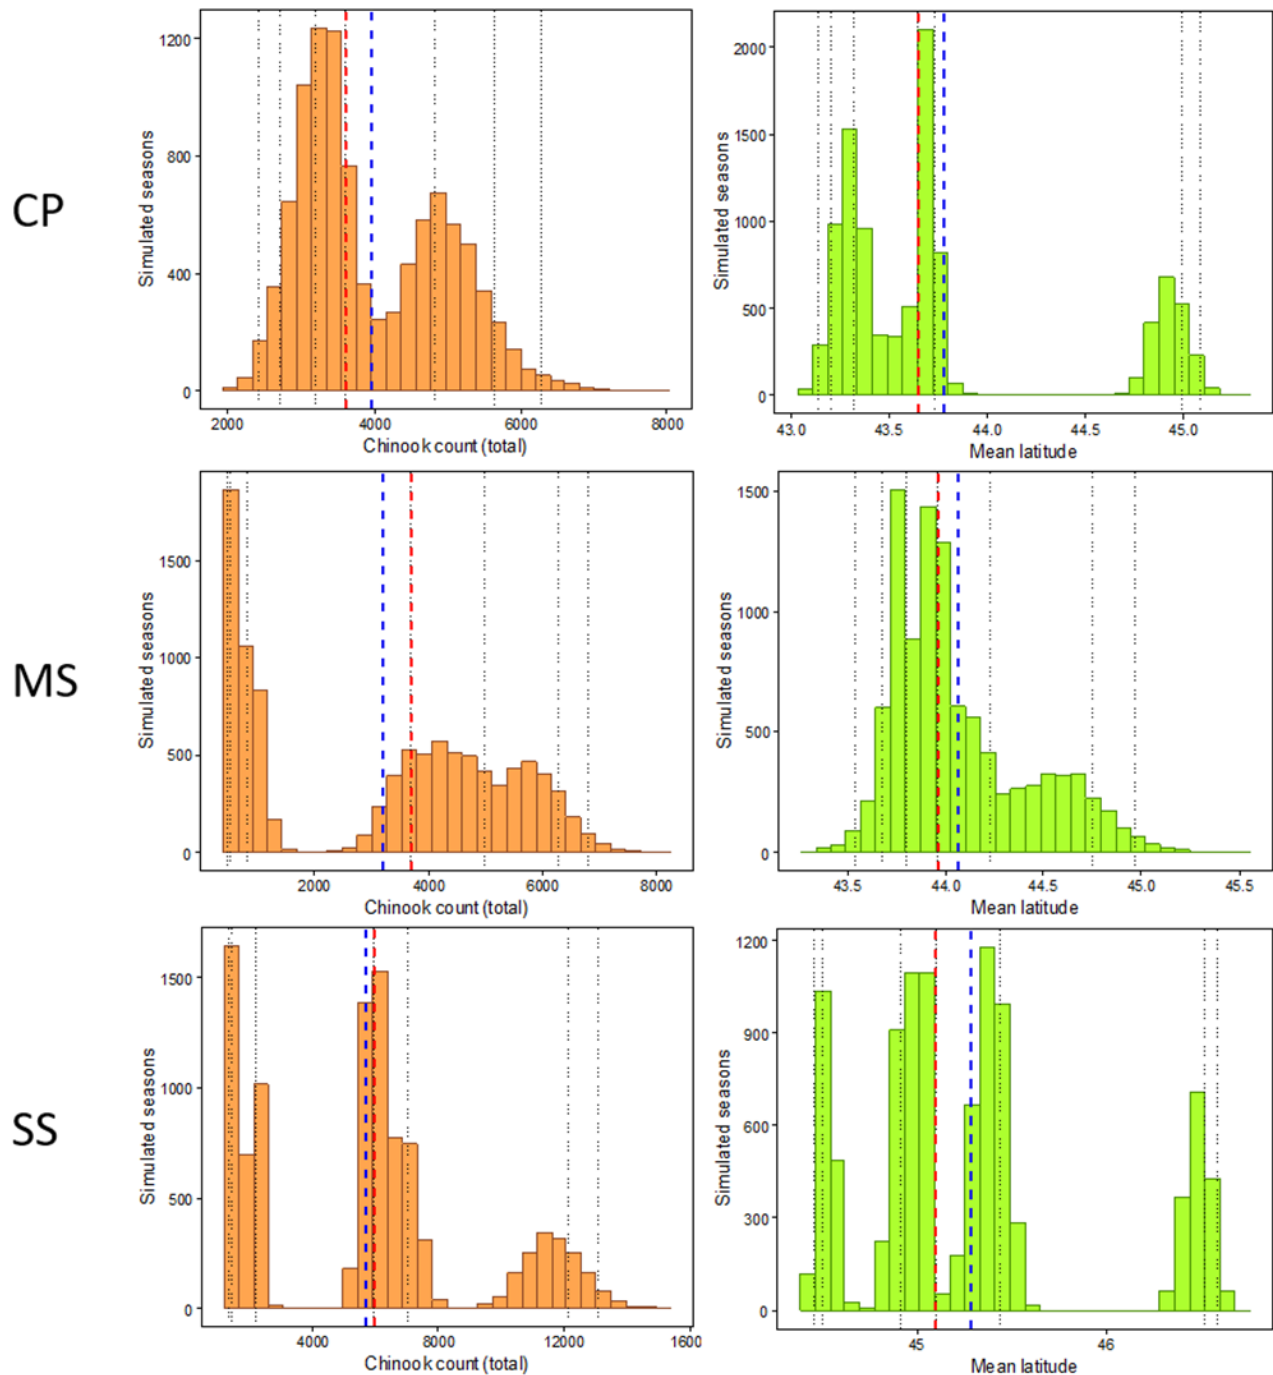 CP
Simulated seasons
1200
800
400
0
2000 4000 6000 8000
Chinook count (total)
Simulated seasons
2000
1500
1000
500
0
43.0 43.5 44.0 44.5 45.0
Mean latitude
MS
Simulated seasons
1500
1000
500
0
2000 4000 6000 8000
Chinook count (total)
Simulated seasons
1500
1000
500
0
43.5 44.0 44.5 45.0 45.5
Mean latitude
SS
Simulated seasons
1500
1000
500
0
4000 8000 12000 1600
Chinook count (total)
Simulated seasons
1200
900
600
300
0
45 46
Mean latitude